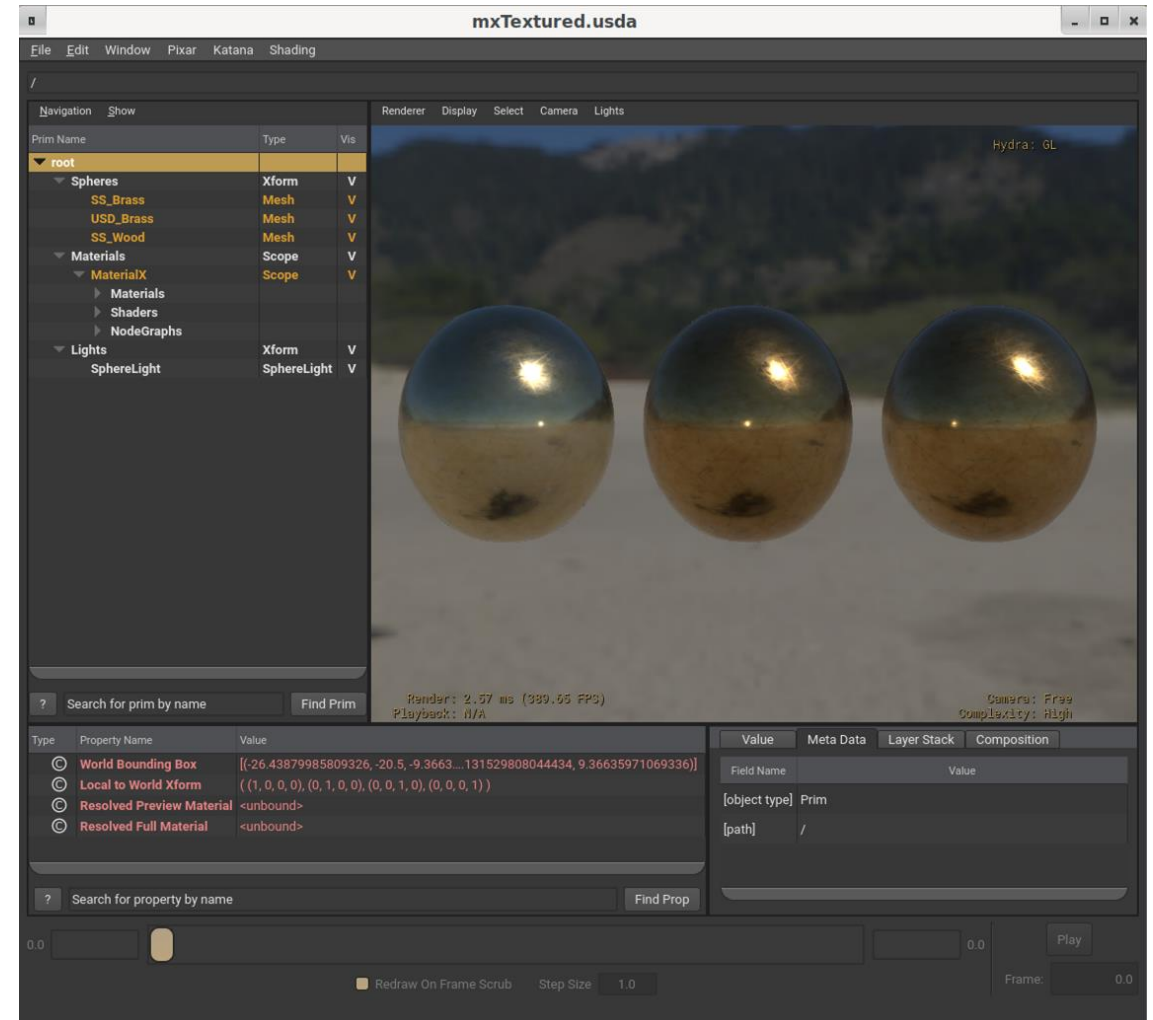 mxTextured.usda
File Edit Window Pixar Katana Shading
/
Navigation Show
Prim Name Type Vis
root
Spheres Xform V
SS_Brass Mesh V
USD_Brass Mesh V
SS_Wood Mesh V
Materials Scope V
MaterialX Scope V
Materials
Shaders
NodeGraphs
Lights Xform V
SphereLight SphereLight V
? Search for prim by name Find Prim
Renderer Display Select Camera Lights
Hydra: GL
Render: 2.57 ms (389.65 FPS)
Playback: N/A
Camera: Free
Complexity: High
Type Property Name Value
© World Bounding Box [(-26.43879985809326, -20.5, -9.3663....131529808044434, 9.36635971069336)]
© Local to World Xform ( (1, 0, 0, 0), (0, 1, 0, 0), (0, 0, 1, 0), (0, 0, 0, 1) )
© Resolved Preview Material <unbound>
© Resolved Full Material <unbound>
? Search for property by name Find Prop
Value Meta Data Layer Stack Composition
Field Name Value
[object type] Prim
[path] /
0.0 0.0 Play
Redraw On Frame Scrub Step Size 1.0 Frame: 0.0